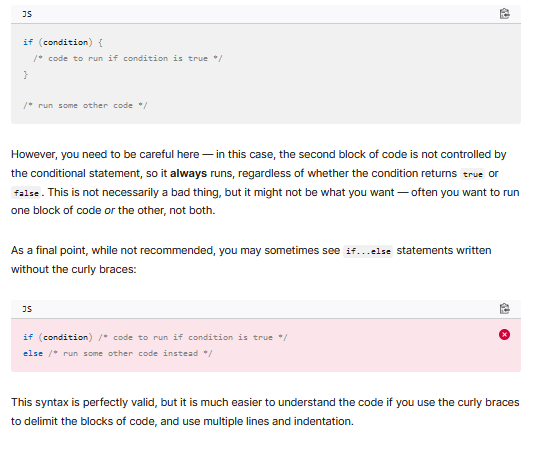 JS
if (condition) {
  /* code to run if condition is true */
}
/* run some other code */
However, you need to be careful here — in this case, the second block of code is not controlled by
the conditional statement, so it always runs, regardless of whether the condition returns true or
false. This is not necessarily a bad thing, but it might not be what you want — often you want to run
one block of code or the other, not both.
As a final point, while not recommended, you may sometimes see if...else statements written
without the curly braces:
JS
if (condition) /* code to run if condition is true */
else /* run some other code instead */
This syntax is perfectly valid, but it is much easier to understand the code if you use the curly braces
to delimit the blocks of code, and use multiple lines and indentation.